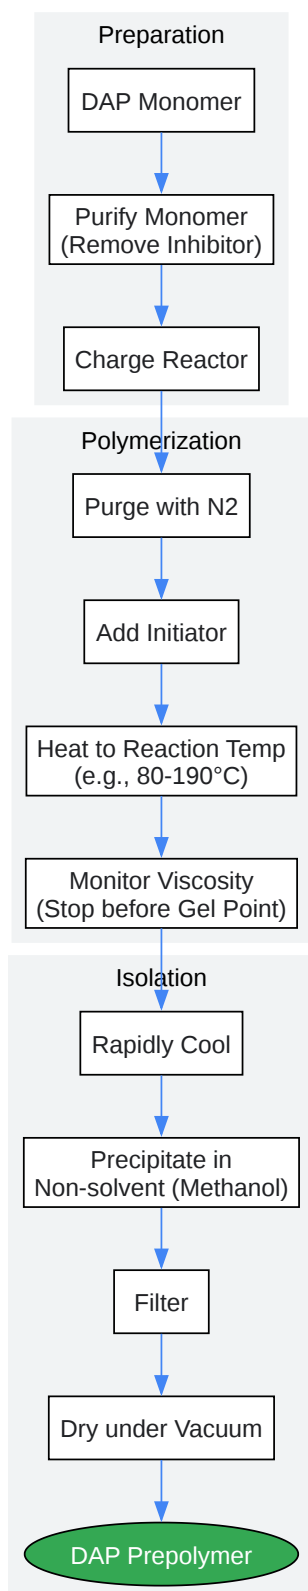 Preparation
DAP Monomer
Purify Monomer
(Remove Inhibitor)
Charge Reactor
Polymerization
Purge with N2
Add Initiator
Heat to Reaction Temp
(e.g., 80-190°C)
Monitor Viscosity
(Stop before Gel Point)
Isolation
Rapidly Cool
Precipitate in
Non-solvent (Methanol)
Filter
Dry under Vacuum
DAP Prepolymer